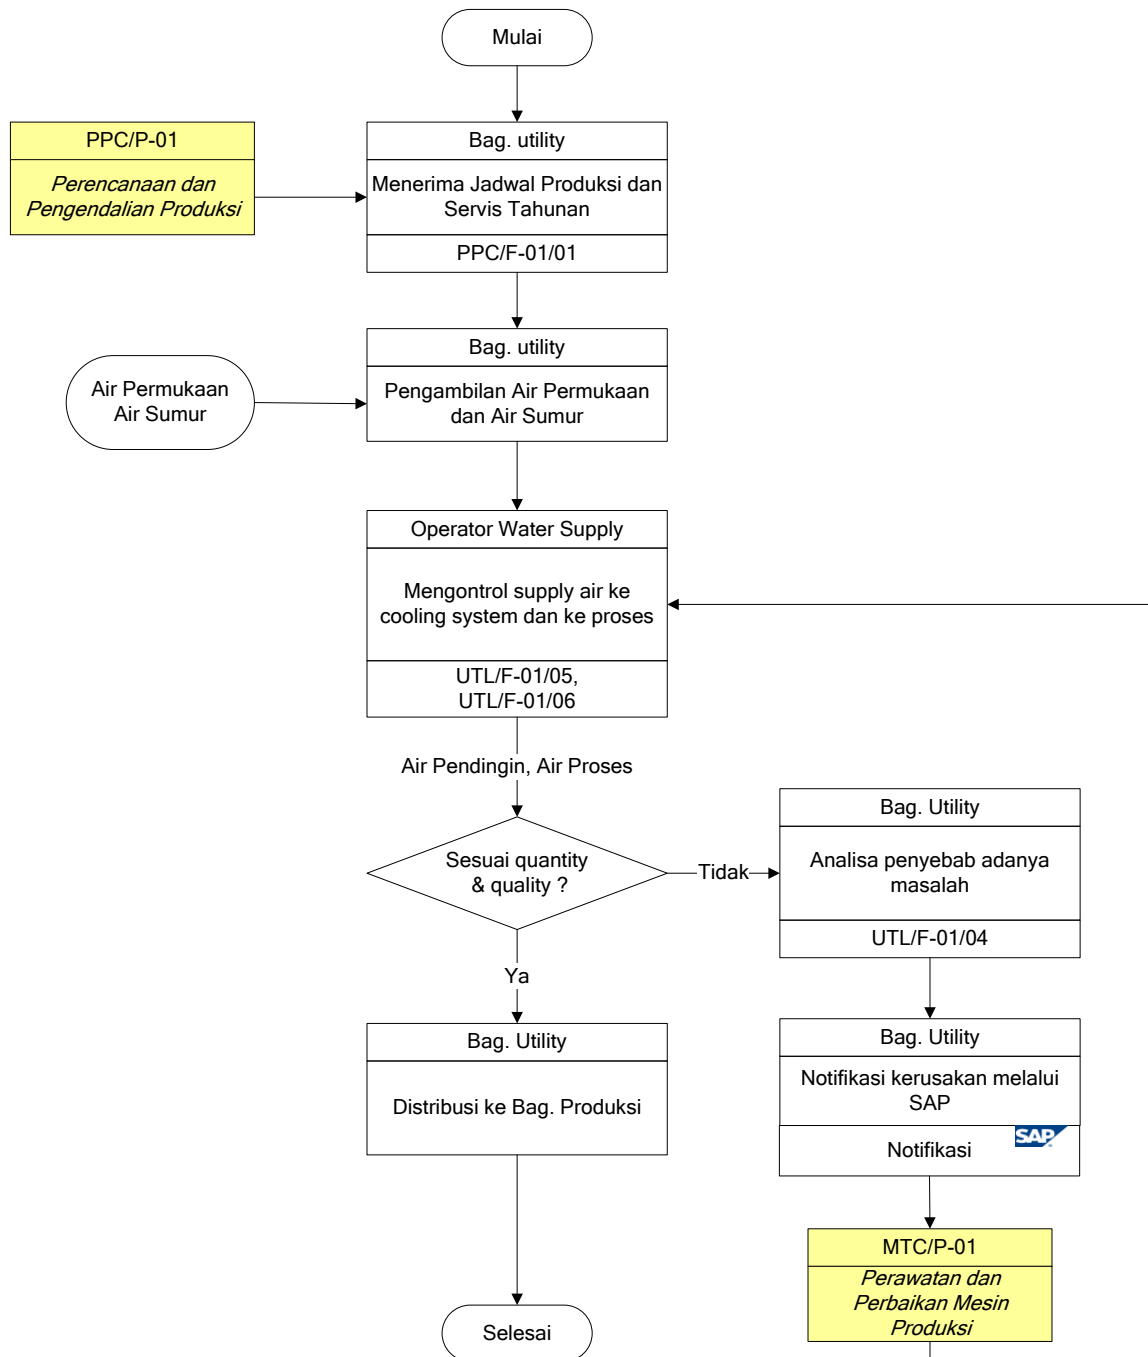 Mulai
PPC/P-01
Perencanaan dan
Pengendalian Produksi
Bag. utility
Menerima Jadwal Produksi dan
Servis Tahunan
PPC/F-01/01
Air Permukaan
Air Sumur
Bag. utility
Pengambilan Air Permukaan
dan Air Sumur
Operator Water Supply
Mengontrol supply air ke
cooling system dan ke proses
UTL/F-01/05,
UTL/F-01/06
Air Pendingin, Air Proses
Sesuai quantity
& quality ?
Tidak
Bag. Utility
Analisa penyebab adanya
masalah
UTL/F-01/04
Ya
Bag. Utility
Distribusi ke Bag. Produksi
Bag. Utility
Notifikasi kerusakan melalui
SAP
Notifikasi
SAP
MTC/P-01
Perawatan dan
Perbaikan Mesin
Produksi
Selesai